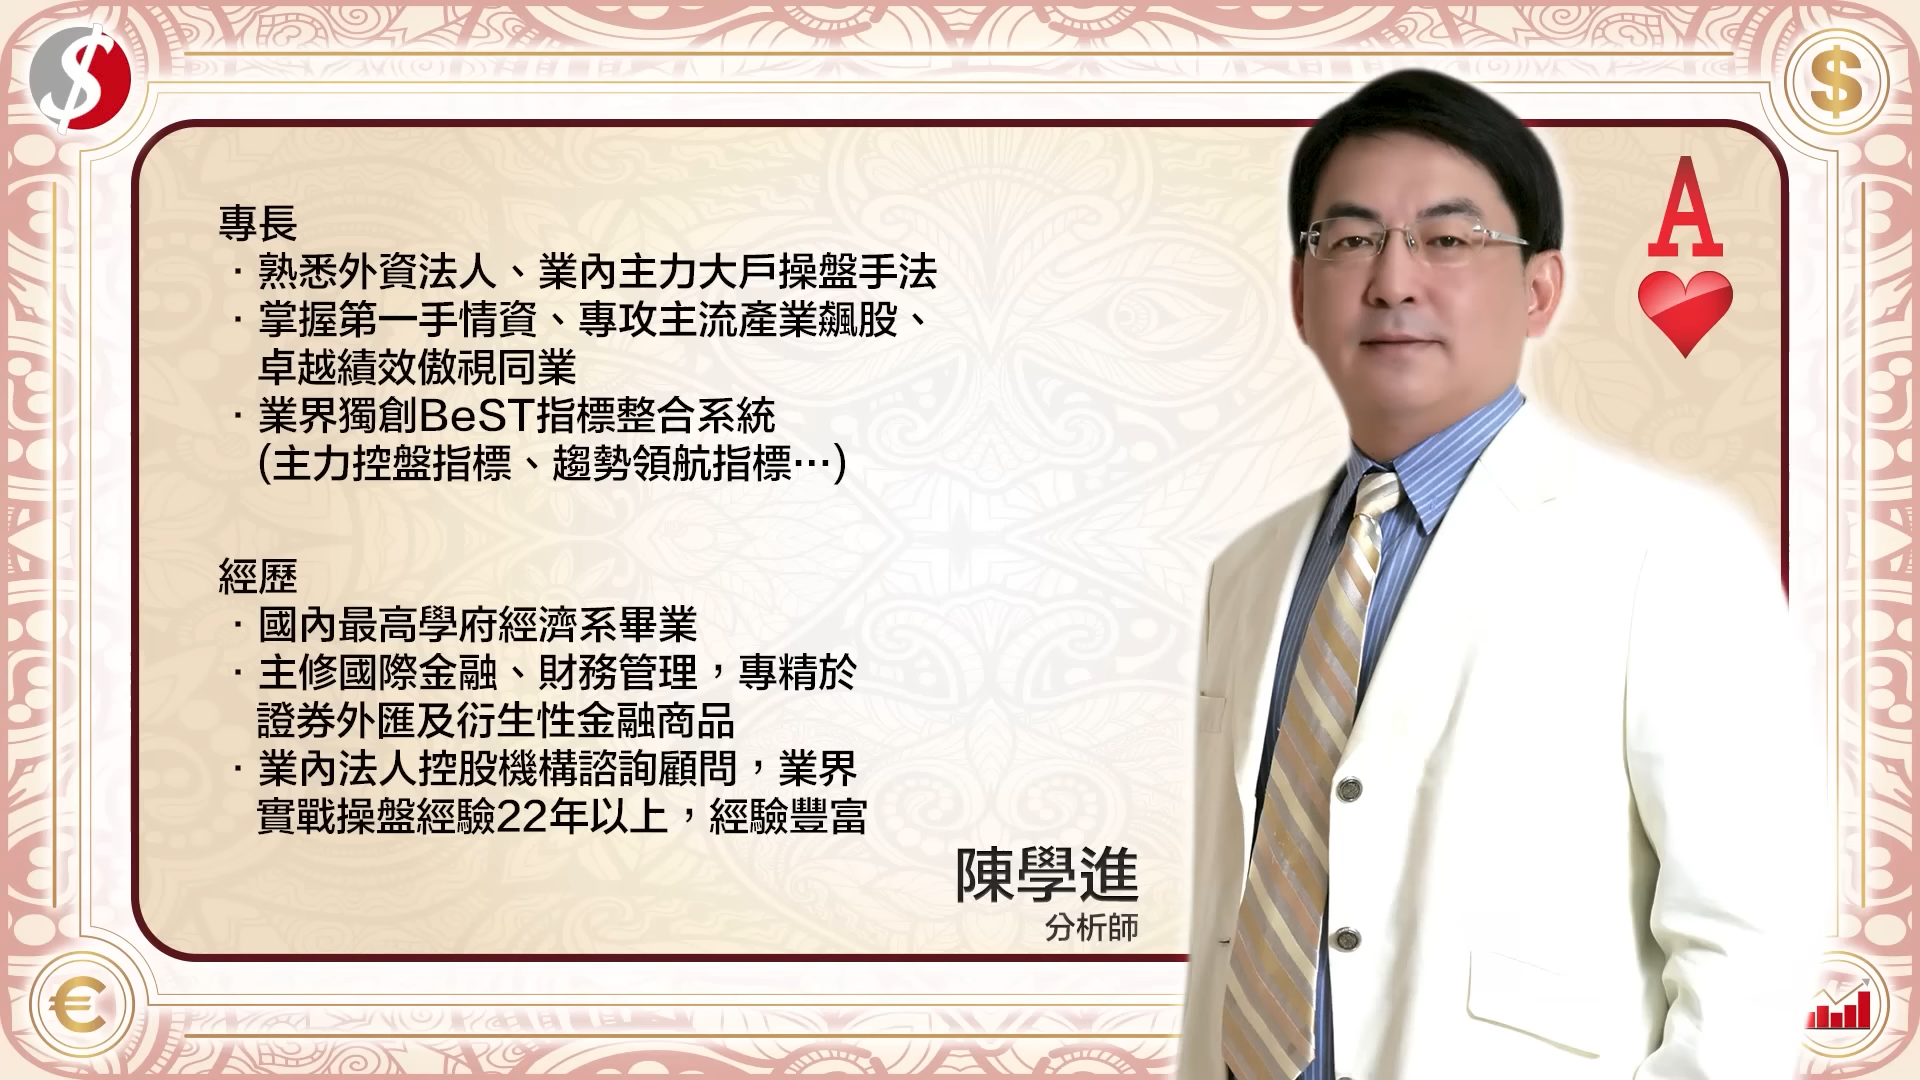 專長
·熟悉外資法人、業內主力大戶操盤手法
·掌握第一手情資、專攻主流產業飆股、
卓越績效傲視同業
·業界獨創BeST指標整合系統
(主力控盤指標、趨勢領航指標…)
經歷
·國內最高學府經濟系畢業
·主修國際金融、財務管理，專精於
證券外匯及衍生性金融商品
·業內法人控股機構諮詢顧問，業界
實戰操盤經驗22年以上，經驗豐富
陳學進
分析師
A
$
$
€